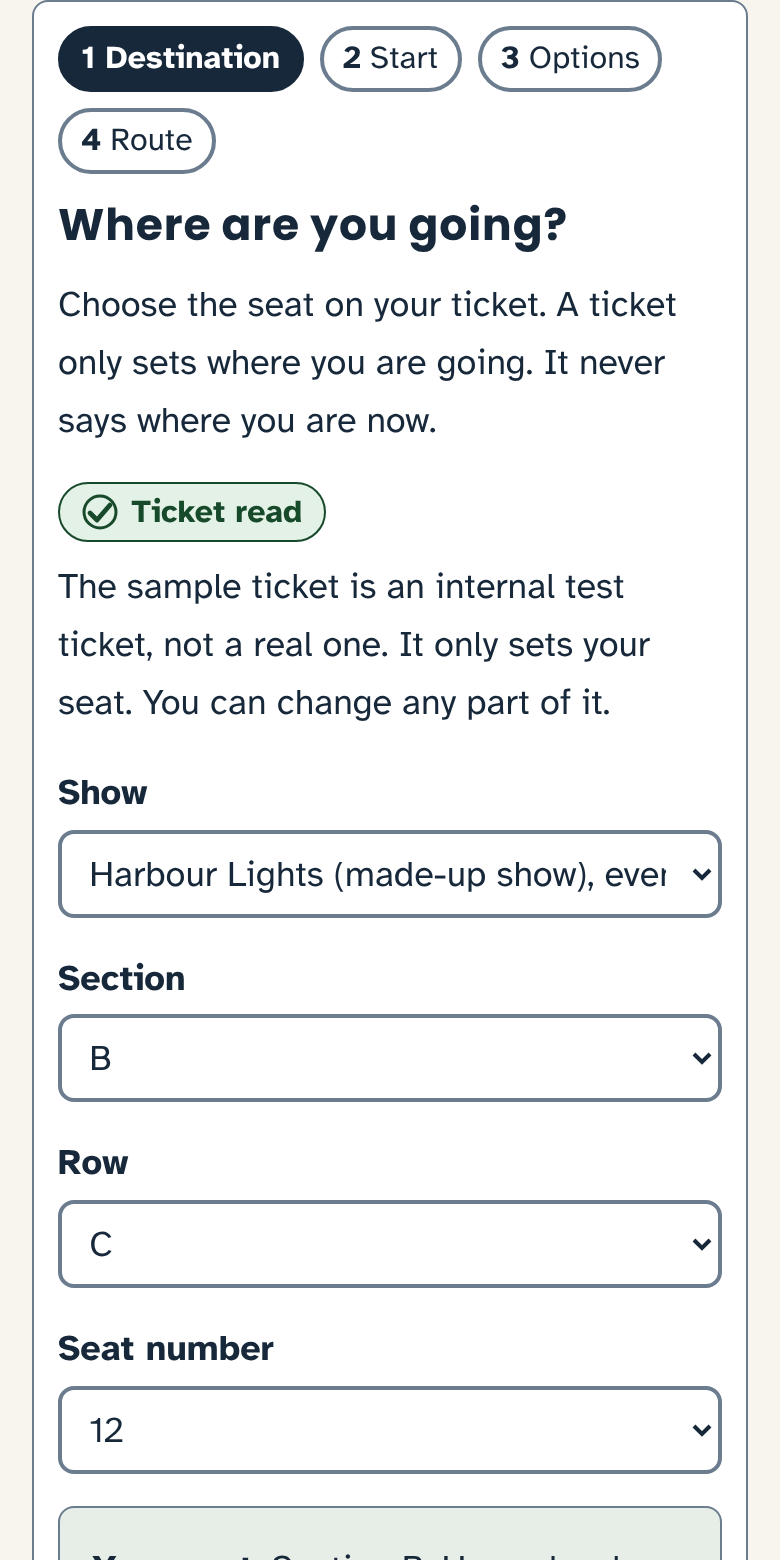 1 Destination
2 Start
3 Options
4 Route
Where are you going?
Choose the seat on your ticket. A ticket
only sets where you are going. It never
says where you are now.
Ticket read
The sample ticket is an internal test
ticket, not a real one. It only sets your
seat. You can change any part of it.
Show
Harbour Lights (made-up show), ever
Section
B
Row
C
Seat number
12